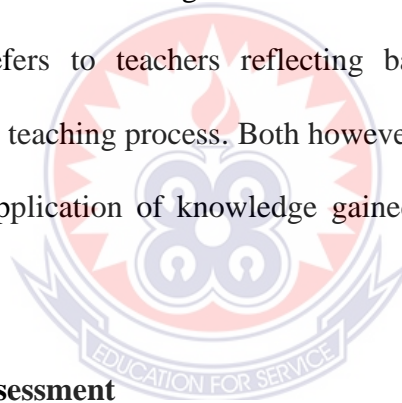 efers to teachers reflecting ba
teaching process. Both howeve
pplication of knowledge gaine
EDUCATION FOR SERVICE
sessment